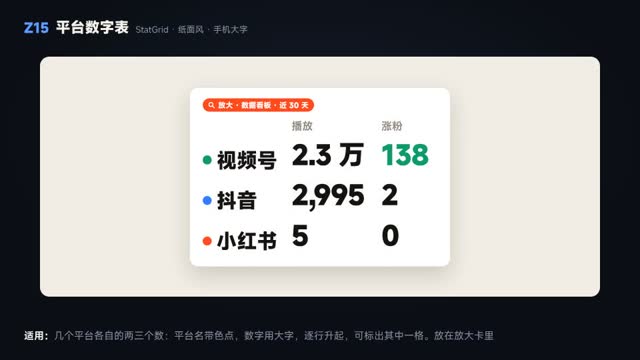 Z15 平台数字表 StatGrid · 纸面风 · 手机大字
放大 · 数据看板 · 近 30 天
播放 涨粉
视频号 2.3 万 138
抖音 2,995 2
小红书 5 0
适用：几个平台各自的两三个数：平台名带色点，数字用大字，逐行升起，可标出其中一格。放在放大卡里